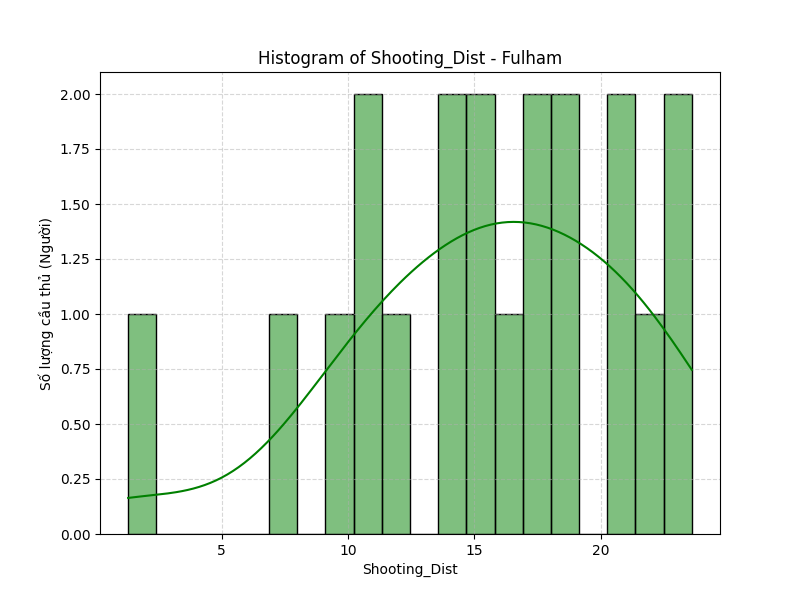 Histogram of Shooting_Dist - Fulham
Số lượng cầu thủ (Người)
2.00
1.75
1.50
1.25
1.00
0.75
0.50
0.25
0.00
5 10 15 20
Shooting_Dist